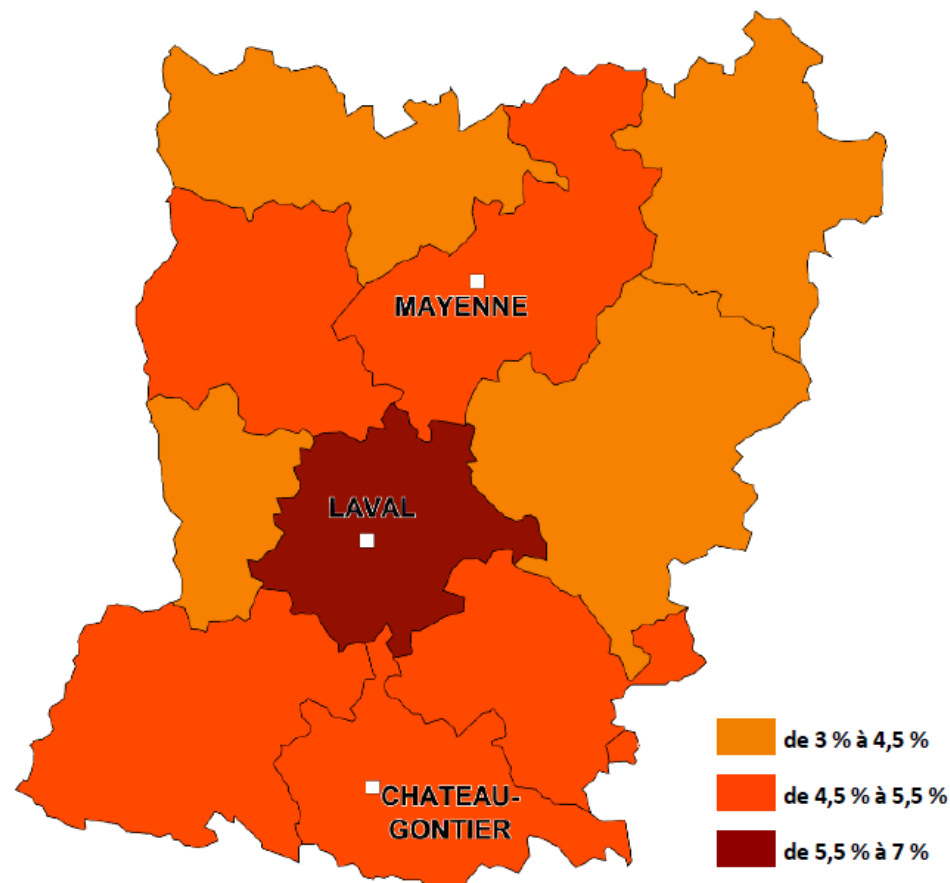 MAYENNE
LAVAL
CHATEAU-
GONTIER
de 3 % à 4,5 %
de 4,5 % à 5,5 %
de 5,5 % à 7 %